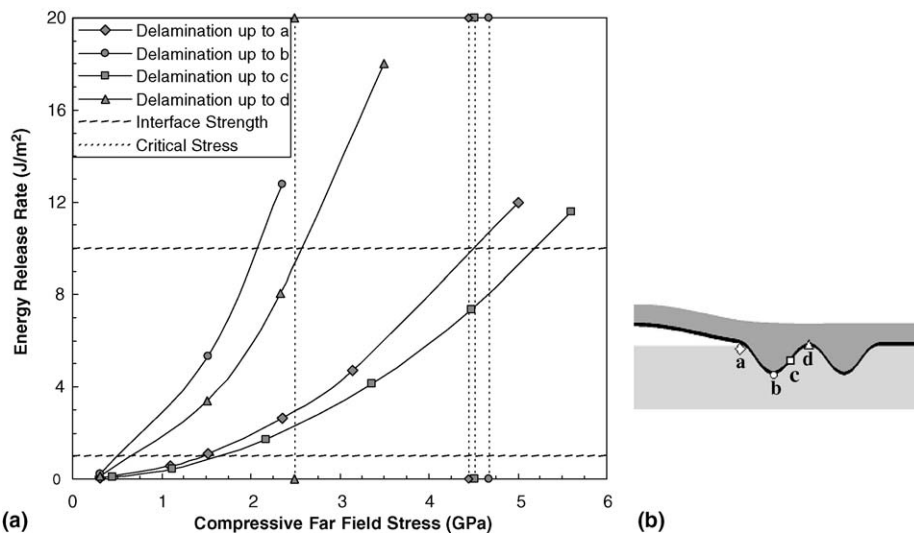 20
16
12
8
4
0
Energy Release Rate (J/m²)
Delamination up to a
Delamination up to b
Delamination up to c
Delamination up to d
Interface Strength
Critical Stress
0 1 2 3 4 5 6
Compressive Far Field Stress (GPa)
(a)
a
b
c
d
(b)